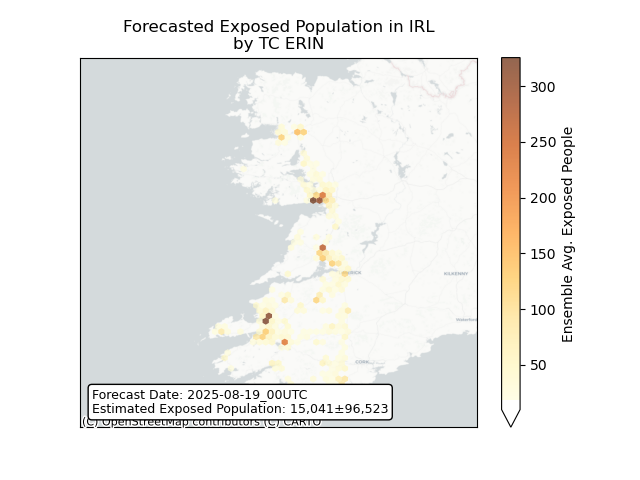 Forecasted Exposed Population in IRL
by TC ERIN
300
250
200
150
100
50
Ensemble Avg. Exposed People
KILKENNY
CORK
Forecast Date: 2025-08-19_00UTC
Estimated Exposed Population: 15,041±96,523
(C) OpenStreetMap contributors (C) CARTO